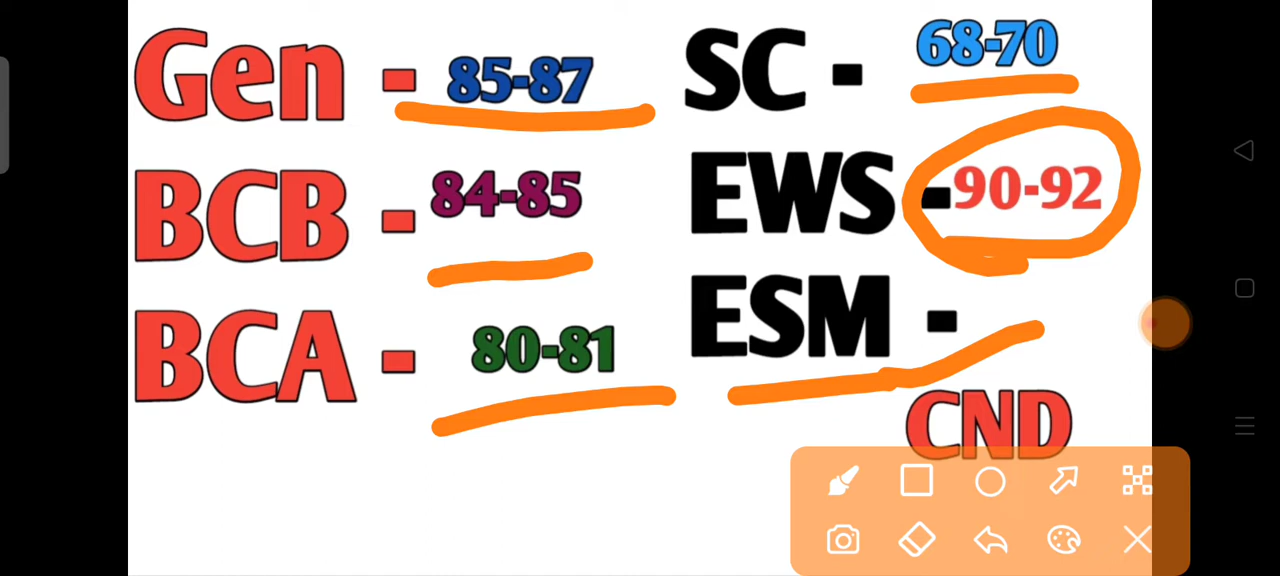 Gen - 85-87
BCB - 84-85
BCA - 80-81
SC - 68-70
EWS -90-92
ESM -
CND